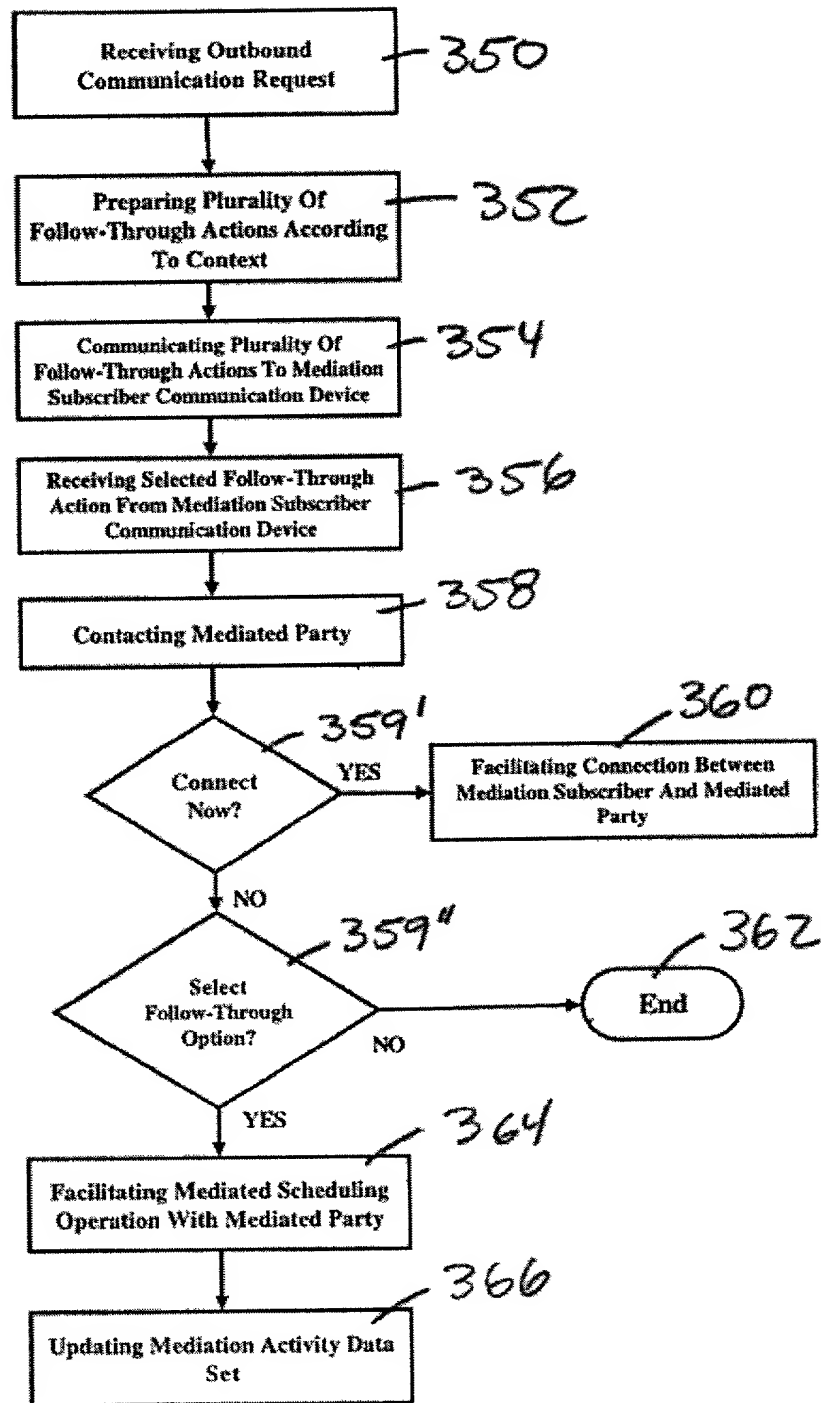 Receiving Outbound
Communication Request
350
Preparing Plurality Of
Follow-Through Actions According
To Context
352
Communicating Plurality Of
Follow-Through Actions To Mediation
Subscriber Communication Device
354
Receiving Selected Follow-Through
Action From Mediation Subscriber
Communication Device
356
Contacting Mediated Party
358
Connect
Now?
359'
YES
Facilitating Connection Between
Mediation Subscriber And Mediated
Party
360
NO
Select
Follow-Through
Option?
359"
NO
End
362
YES
Facilitating Mediated Scheduling
Operation With Mediated Party
364
Updating Mediation Activity Data
Set
366